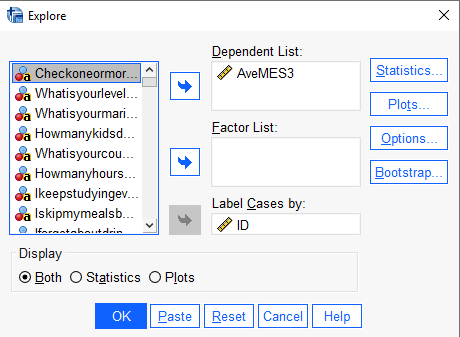 Explore
Dependent List:
Checkoneormor...
Whatisyourlevel...
Whatisyourmari...
Howmanykidsd...
Whatisyourcou...
Howmanyhours...
Ikeepstudyingev...
Iskipmymealsb...
AveMES3
Factor List:
Label Cases by:
ID
Statistics...
Plots...
Options...
Bootstrap...
Display
Both Statistics Plots
OK Paste Reset Cancel Help